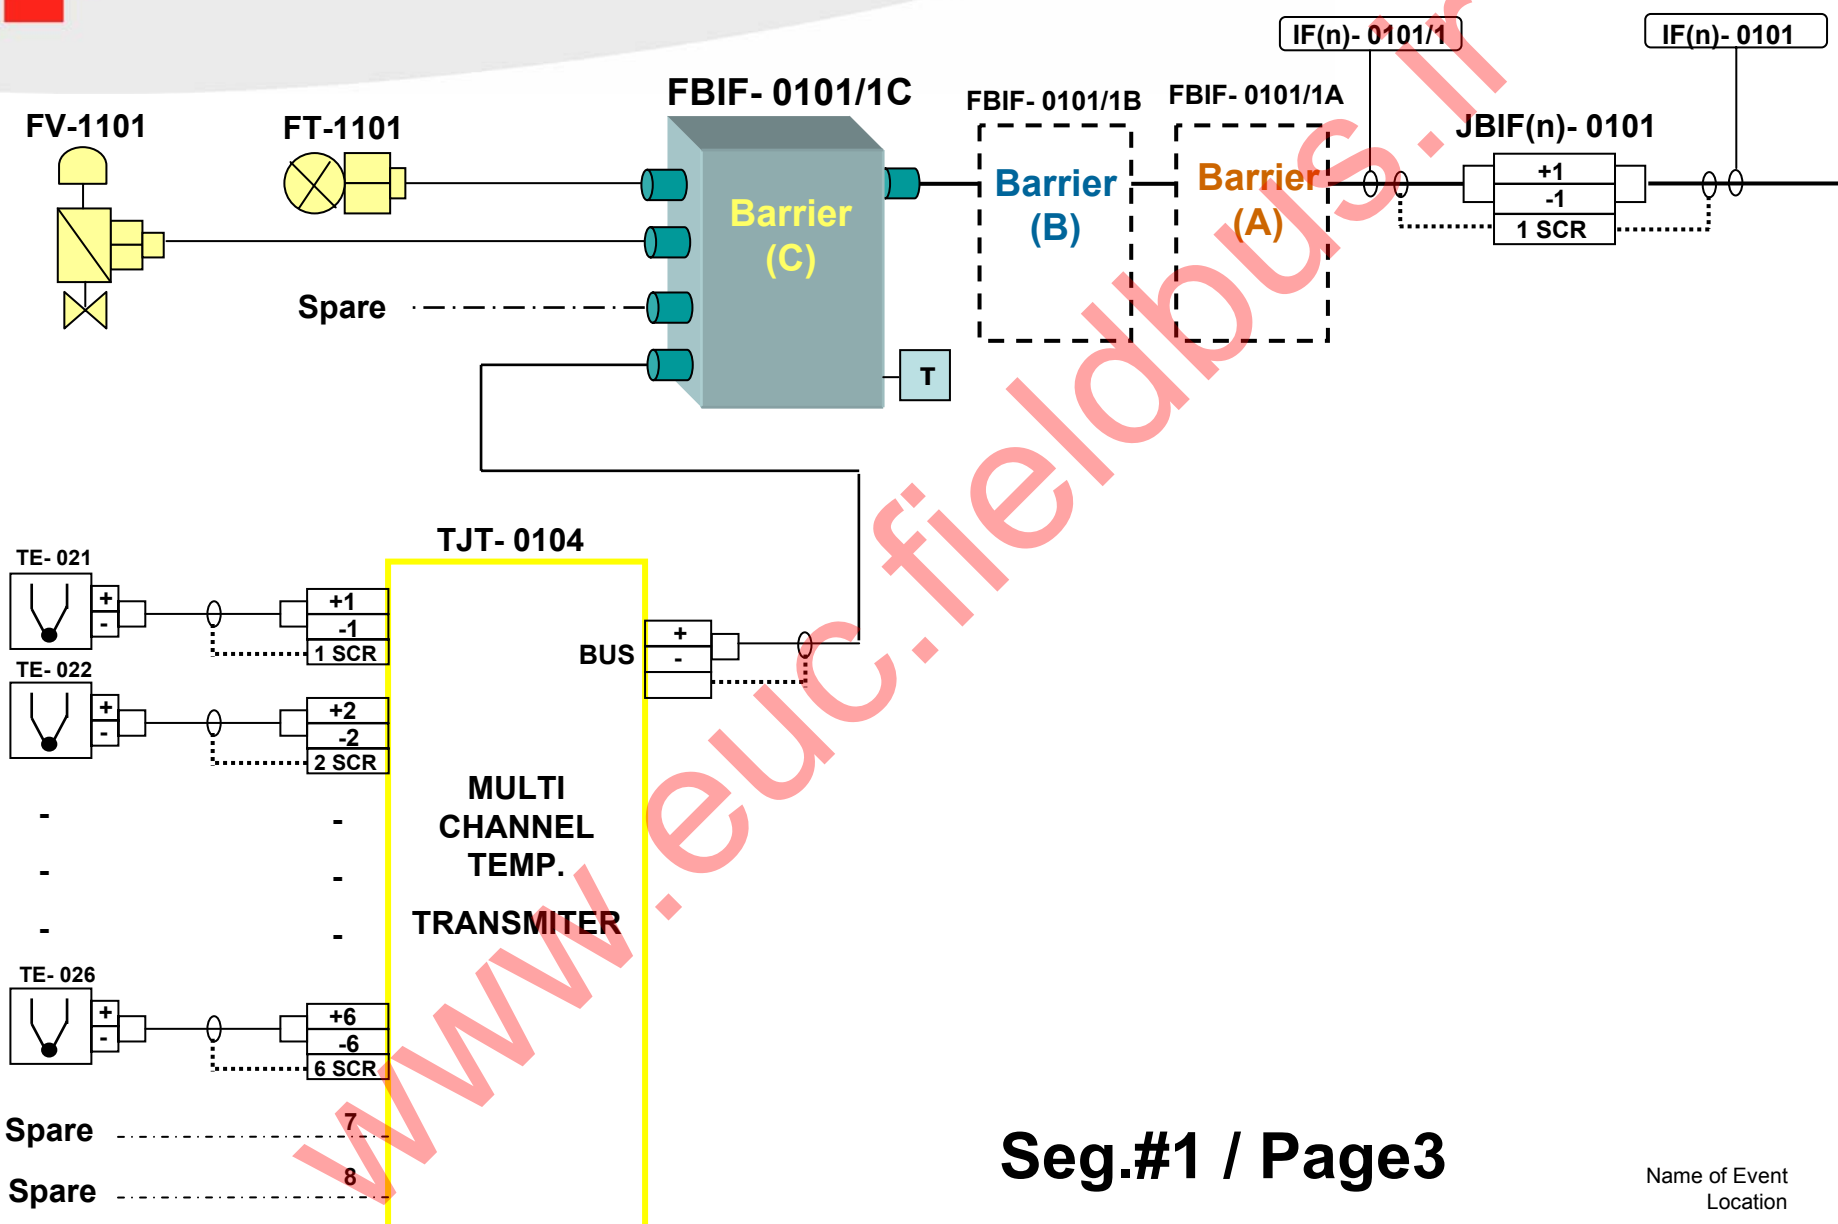 IF(n)- 0101/1
IF(n)- 0101
FBIF- 0101/1C
FBIF- 0101/1B
FBIF- 0101/1A
FV-1101
FT-1101
JBIF(n)- 0101
Barrier
(C)
Barrier
(B)
Barrier
(A)
+1
-1
1 SCR
Spare
T
TJT- 0104
TE- 021
+
-
+1
-1
1 SCR
BUS
+
-
TE- 022
+
-
+2
-2
2 SCR
MULTI
CHANNEL
TEMP.
TRANSMITER
-
-
-
-
-
-
TE- 026
+
-
+6
-6
6 SCR
Spare
7
Spare
8
Seg.#1 / Page3
Name of Event
Location
www.euc.fieldbus.ir